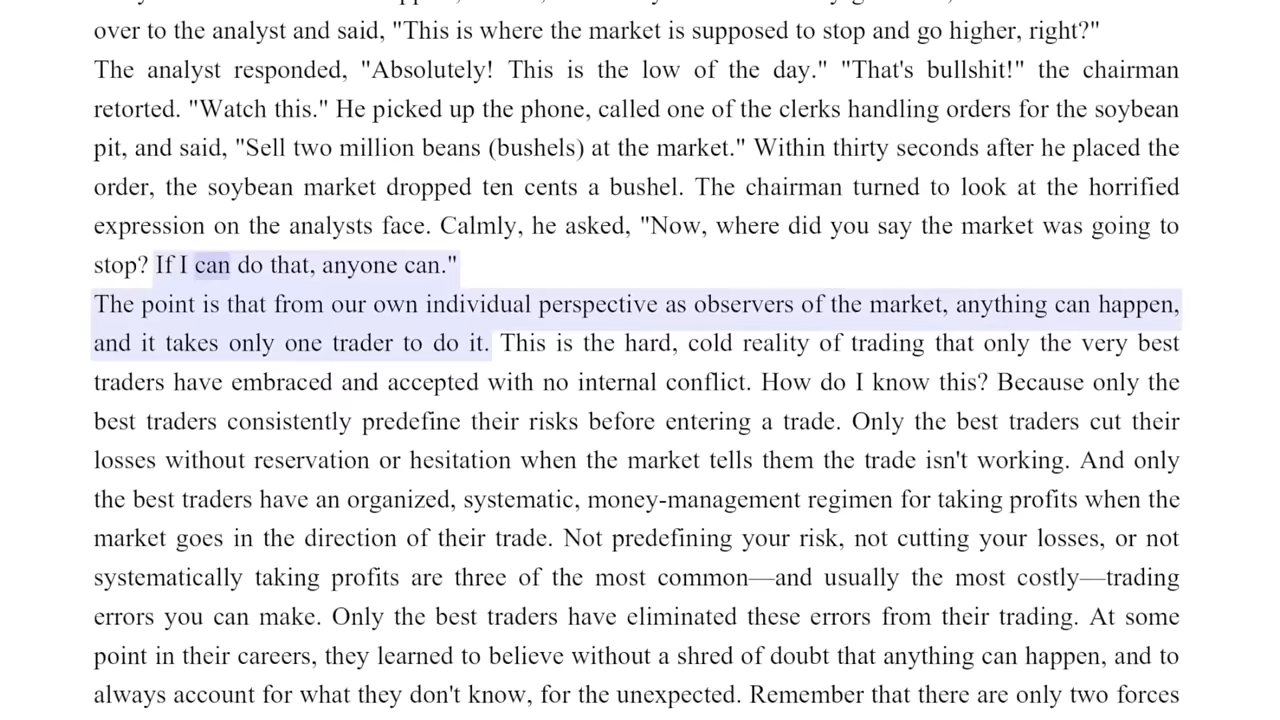 over to the analyst and said, "This is where the market is supposed to stop and go higher, right?"
The analyst responded, "Absolutely! This is the low of the day." "That's bullshit!" the chairman
retorted. "Watch this." He picked up the phone, called one of the clerks handling orders for the soybean
pit, and said, "Sell two million beans (bushels) at the market." Within thirty seconds after he placed the
order, the soybean market dropped ten cents a bushel. The chairman turned to look at the horrified
expression on the analysts face. Calmly, he asked, "Now, where did you say the market was going to
stop? If I can do that, anyone can."
The point is that from our own individual perspective as observers of the market, anything can happen,
and it takes only one trader to do it. This is the hard, cold reality of trading that only the very best
traders have embraced and accepted with no internal conflict. How do I know this? Because only the
best traders consistently predefine their risks before entering a trade. Only the best traders cut their
losses without reservation or hesitation when the market tells them the trade isn't working. And only
the best traders have an organized, systematic, money-management regimen for taking profits when the
market goes in the direction of their trade. Not predefining your risk, not cutting your losses, or not
systematically taking profits are three of the most common—and usually the most costly—trading
errors you can make. Only the best traders have eliminated these errors from their trading. At some
point in their careers, they learned to believe without a shred of doubt that anything can happen, and to
always account for what they don't know, for the unexpected. Remember that there are only two forces